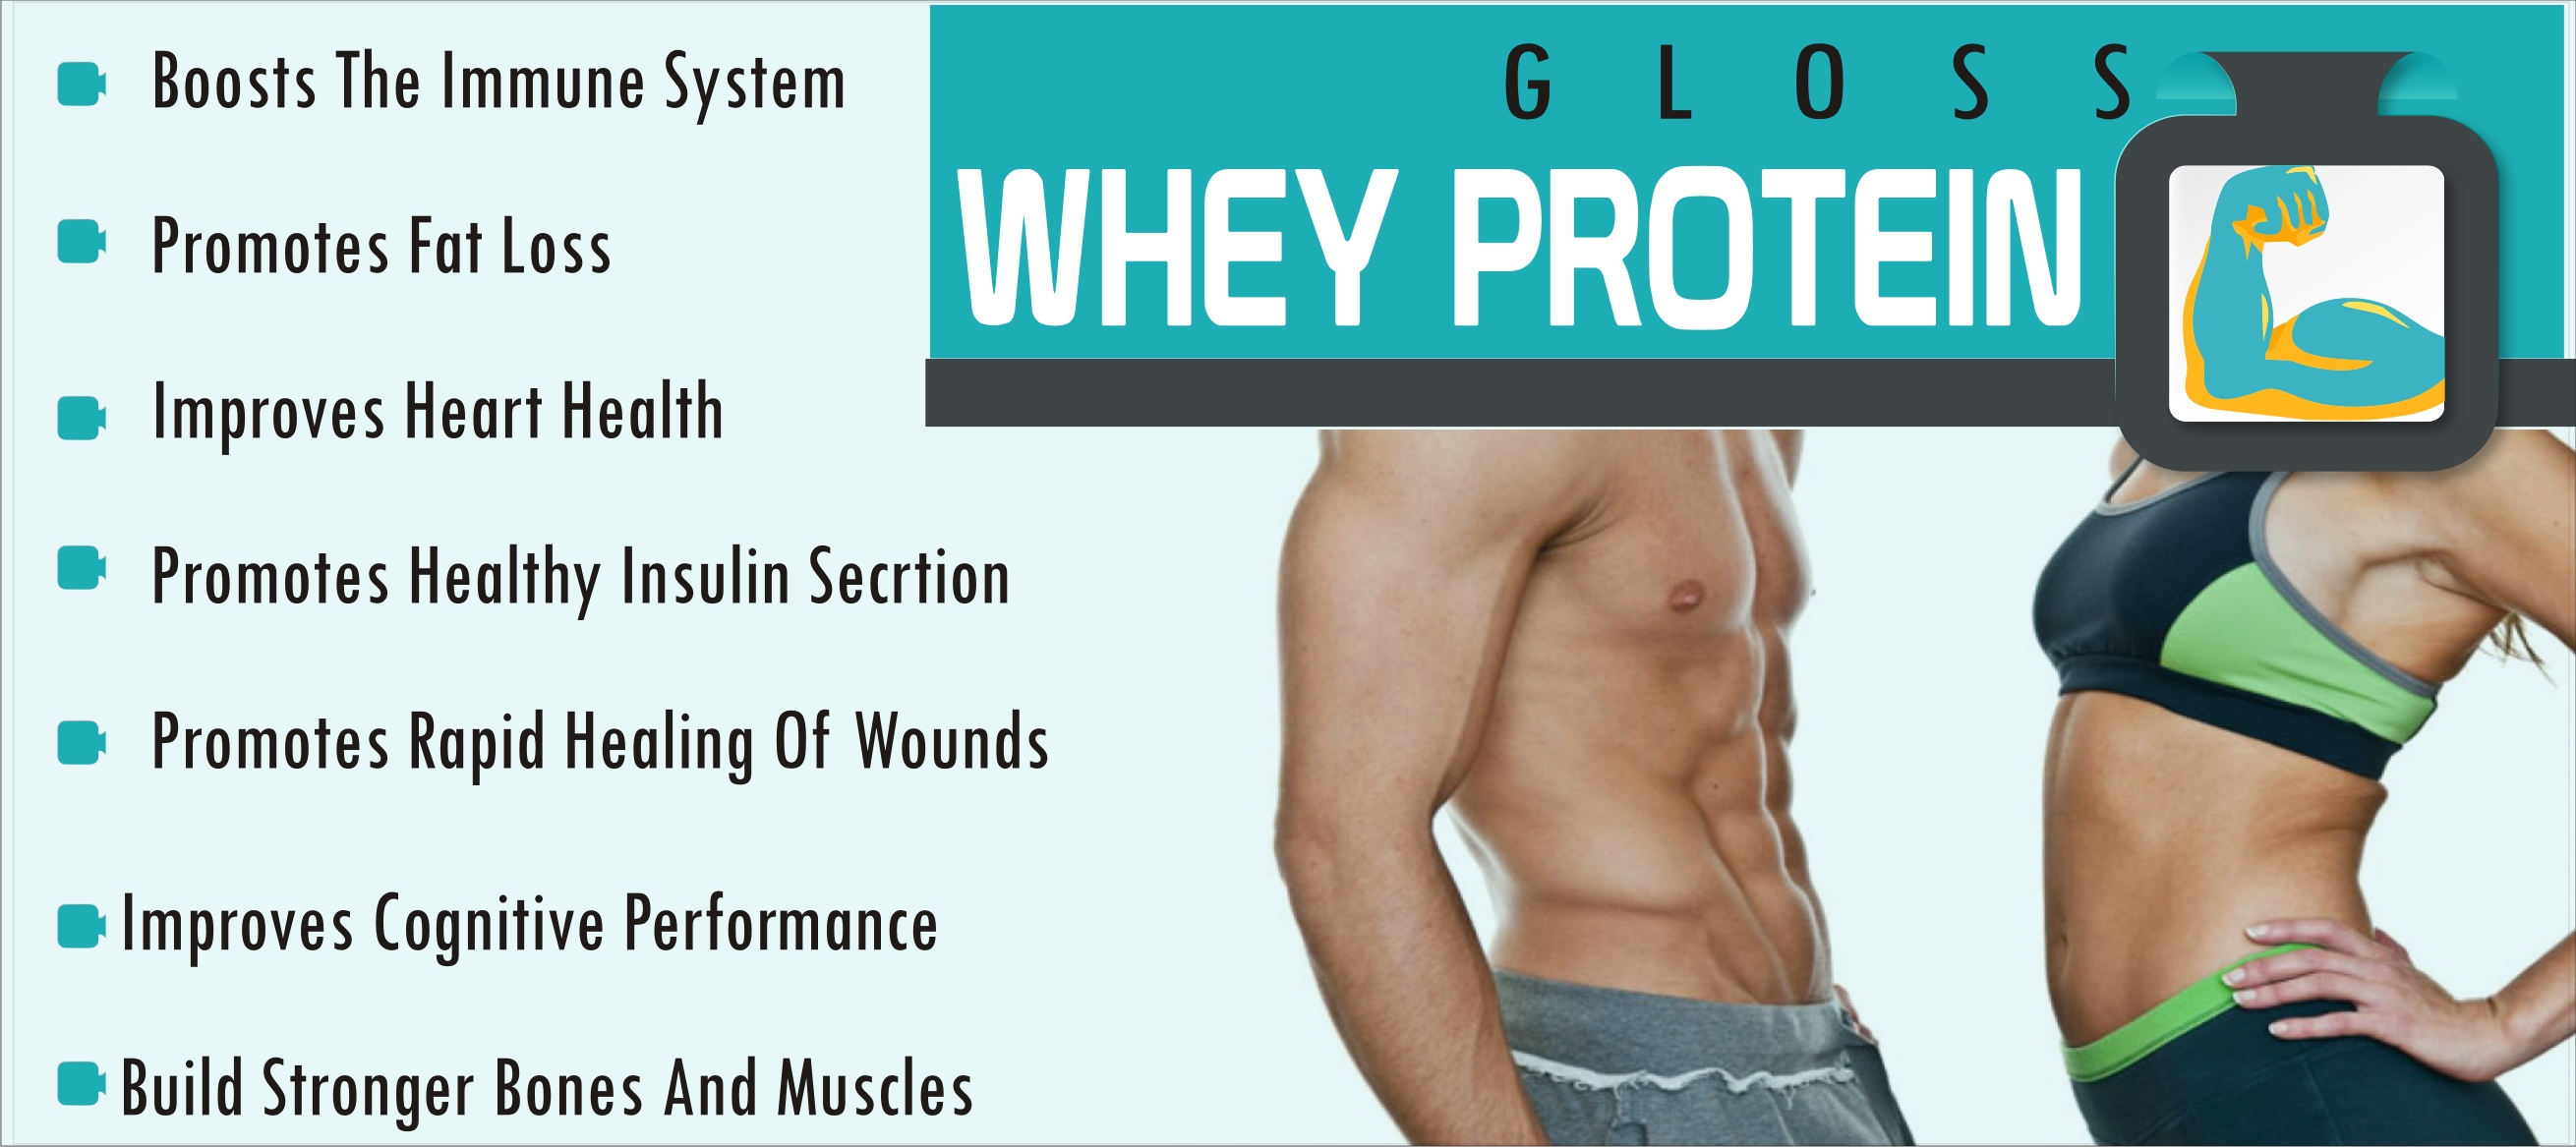 Boosts The Immune System
Promotes Fat Loss
Improves Heart Health
Promotes Healthy Insulin Secrtion
Promotes Rapid Healing Of Wounds
Improves Cognitive Performance
Build Stronger Bones And Muscles
GLOSS
WHEY PROTEIN